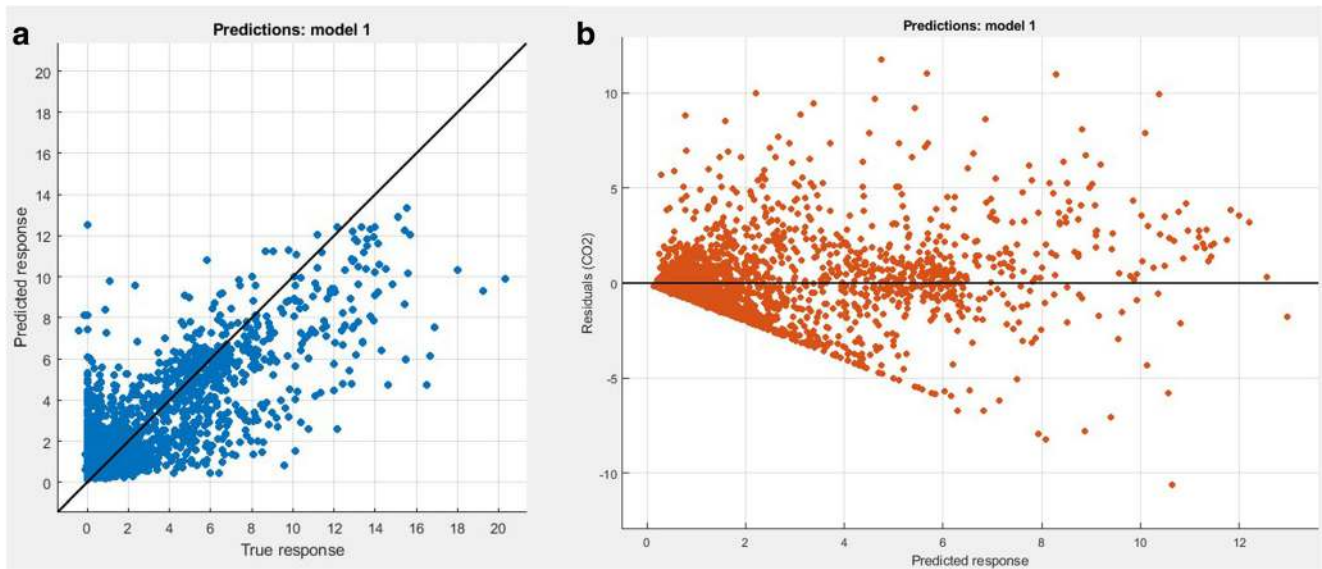 a
Predictions: model 1
20
18
16
14
12
10
8
6
4
2
0
Predicted response
0 2 4 6 8 10 12 14 16 18 20
True response
b
Predictions: model 1
10
5
0
-5
-10
Residuals (CO2)
0 2 4 6 8 10 12
Predicted response